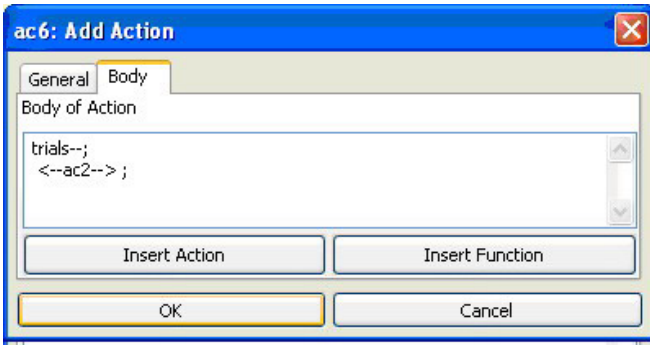 ac6: Add Action
General Body
Body of Action
trials--;
<--ac2--> ;
Insert Action Insert Function
OK Cancel